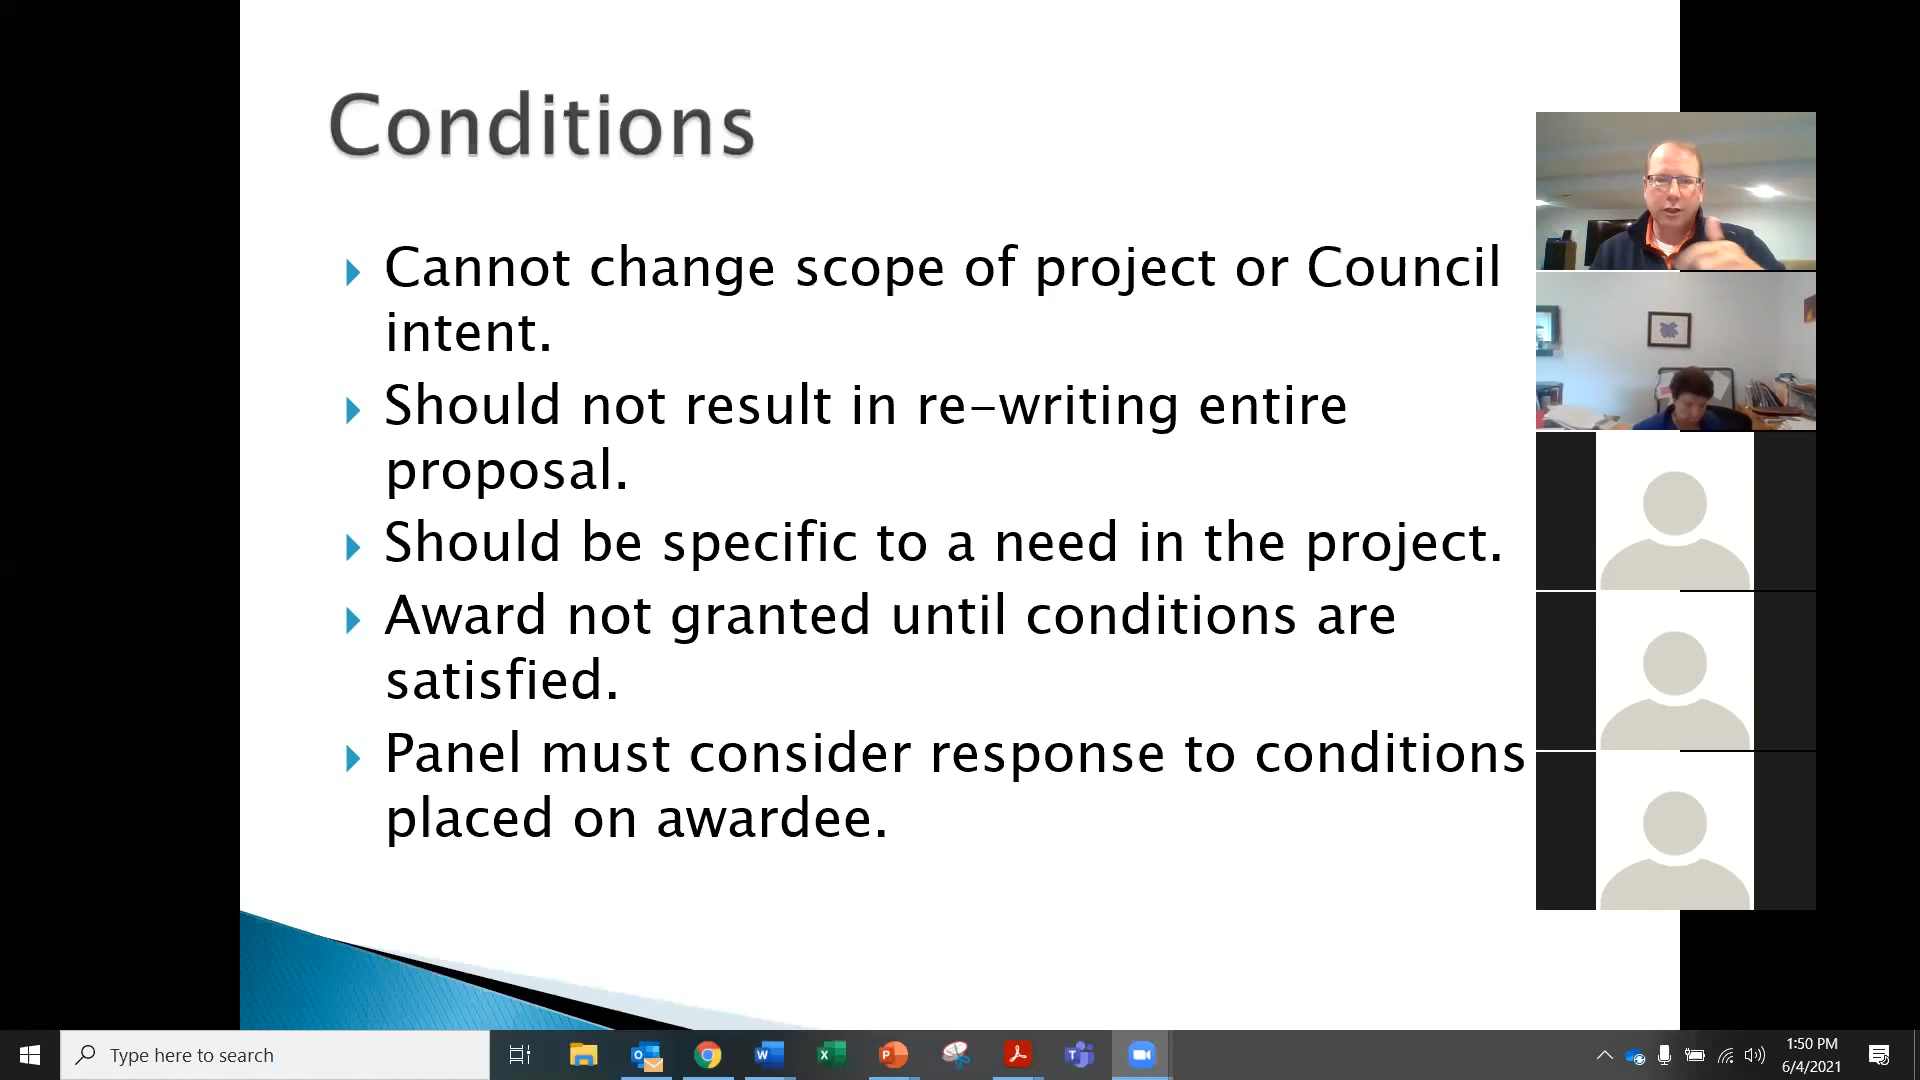 Conditions
Cannot change scope of project or Council
intent.
Should not result in re-writing entire
proposal.
Should be specific to a need in the project.
Award not granted until conditions are
satisfied.
Panel must consider response to conditions
placed on awardee.
Type here to search
1:50 PM
6/4/2021